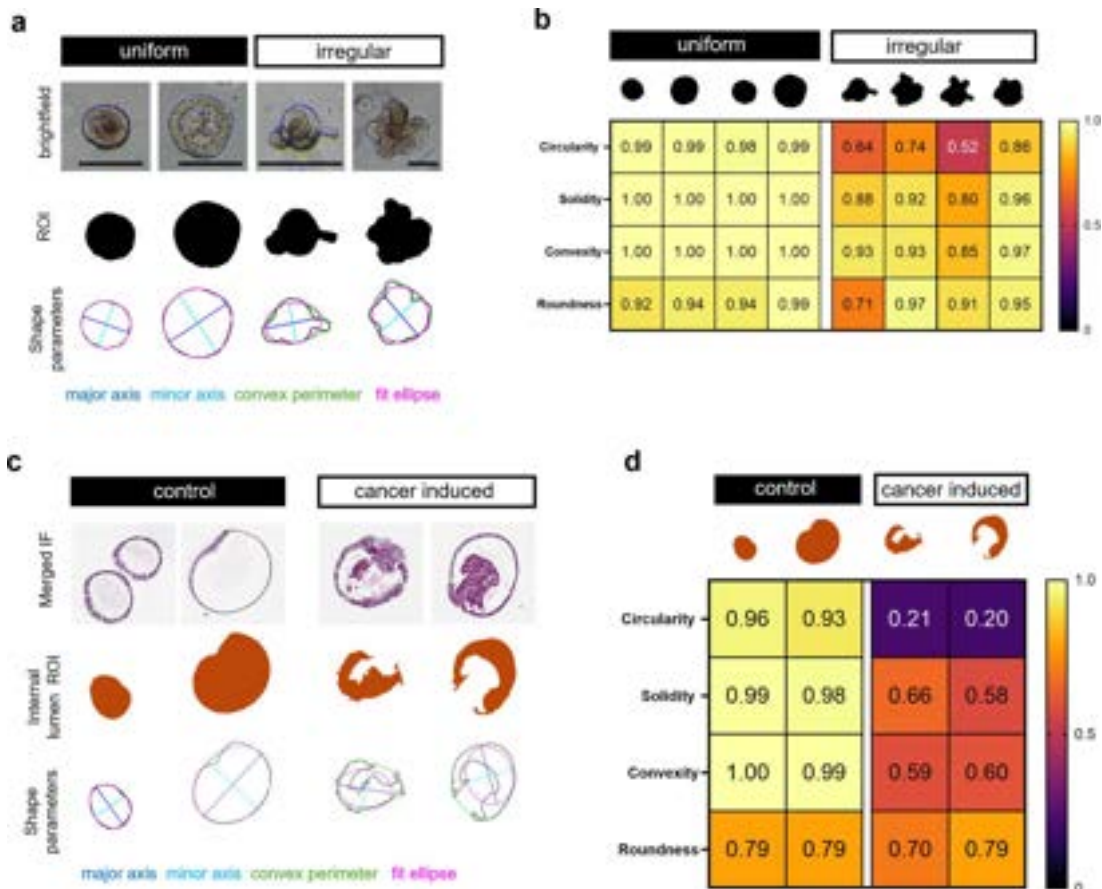 a
uniform irregular
brightfield
ROI
Shape
parameters
major axis minor axis convex perimeter fit ellipse
b
uniform irregular
Circularity 0.99 0.99 0.98 0.99 0.64 0.74 0.52 0.86
Solidity 1.00 1.00 1.00 1.00 0.88 0.92 0.80 0.96
Convexity 1.00 1.00 1.00 1.00 0.93 0.93 0.85 0.97
Roundness 0.92 0.94 0.94 0.99 0.71 0.97 0.91 0.95
1.0
0.5
0
c
control cancer induced
Merged IF
Internal
lumen ROI
Shape
parameters
major axis minor axis convex perimeter fit ellipse
d
control cancer induced
Circularity 0.96 0.93 0.21 0.20
Solidity 0.99 0.98 0.66 0.58
Convexity 1.00 0.99 0.59 0.60
Roundness 0.79 0.79 0.70 0.79
1.0
0.5
0